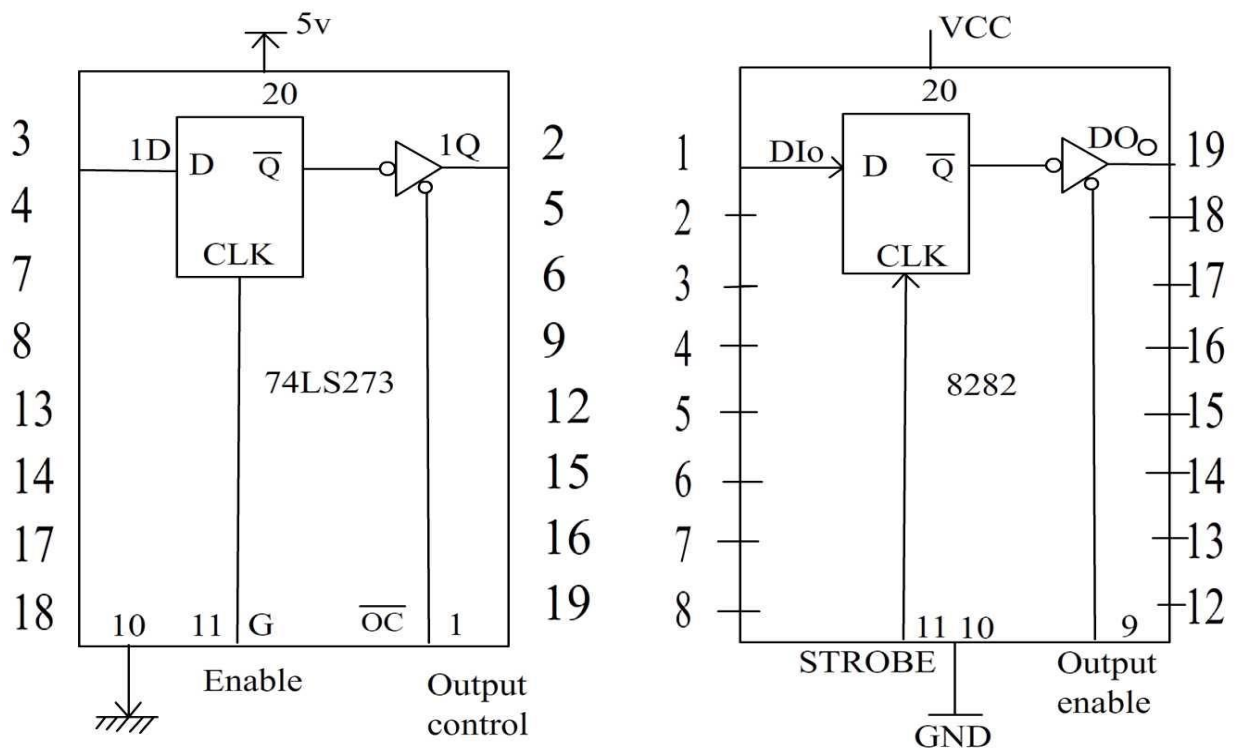 5v
20
3
1D
D
Q̅
1Q
2
4
5
CLK
7
6
8
9
74LS273
13
12
14
15
17
16
18
19
10
11
G
O̅C̅
1
Enable
Output
control
VCC
20
1
DIo
D
Q̅
DO₀
19
2
18
CLK
3
17
4
16
8282
5
15
6
14
7
13
8
12
11
10
9
STROBE
Output
enable
GND